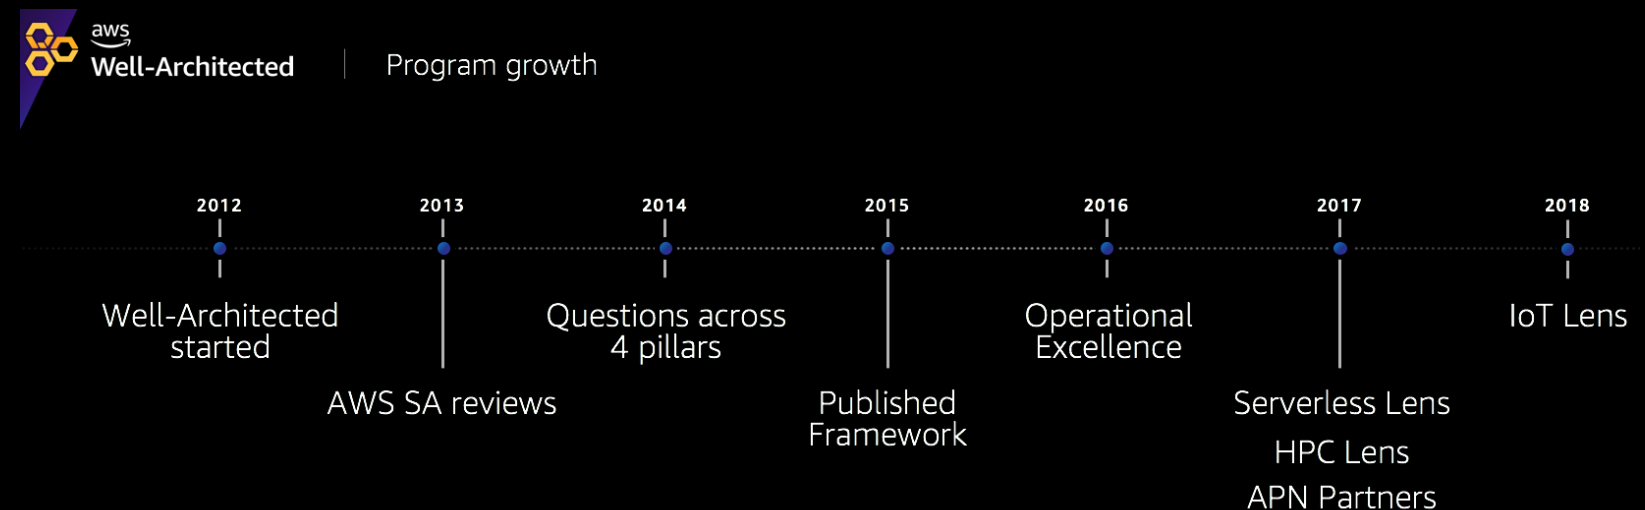 aws
Well-Architected
Program growth
2012
2013
2014
2015
2016
2017
2018
Well-Architected
started
AWS SA reviews
Questions across
4 pillars
Published
Framework
Operational
Excellence
Serverless Lens
HPC Lens
APN Partners
IoT Lens